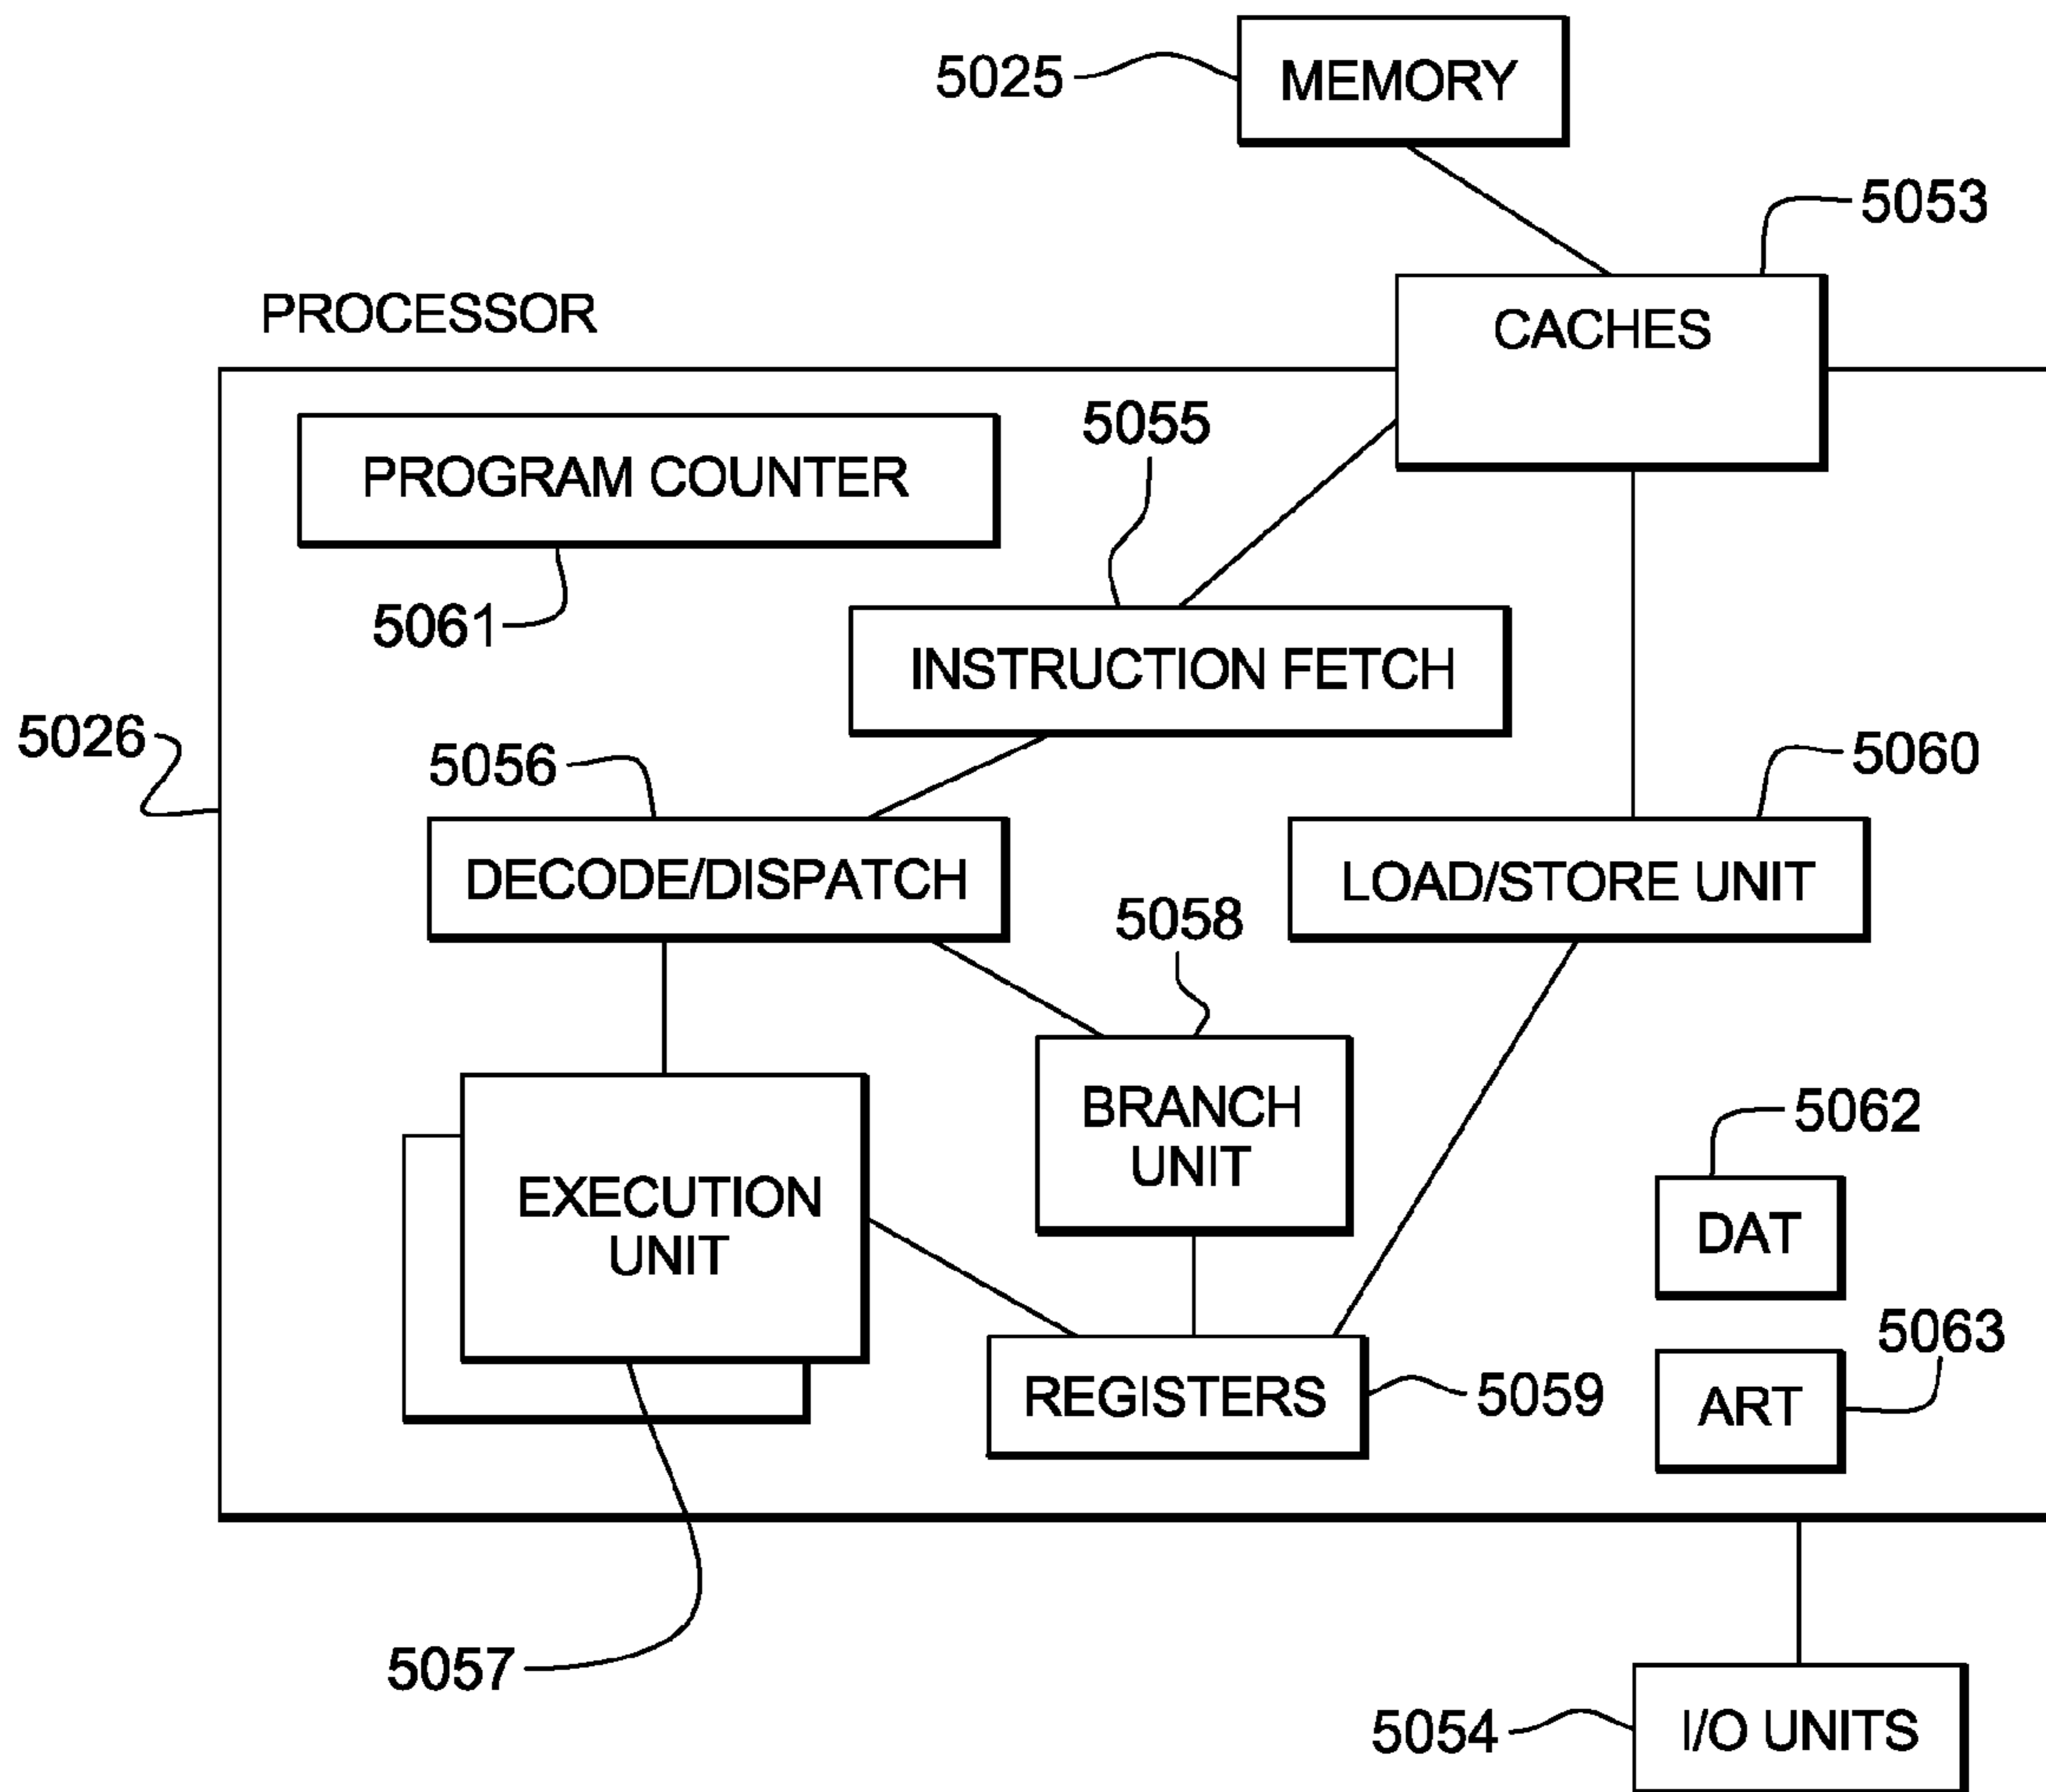 MEMORY
5025
5053
CACHES
PROCESSOR
5055
PROGRAM COUNTER
5061
INSTRUCTION FETCH
5026
5056
5060
DECODE/DISPATCH
LOAD/STORE UNIT
5058
BRANCH
UNIT
5062
EXECUTION
UNIT
DAT
5063
REGISTERS
5059
ART
5057
5054
I/O UNITS